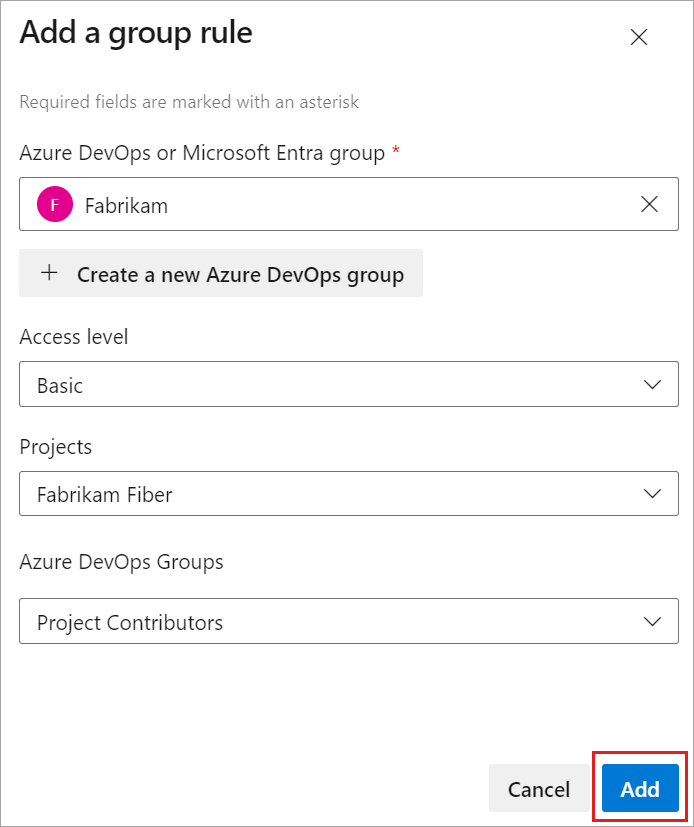 Add a group rule
Required fields are marked with an asterisk
Azure DevOps or Microsoft Entra group *
F Fabrikam
+ Create a new Azure DevOps group
Access level
Basic
Projects
Fabrikam Fiber
Azure DevOps Groups
Project Contributors
Cancel Add